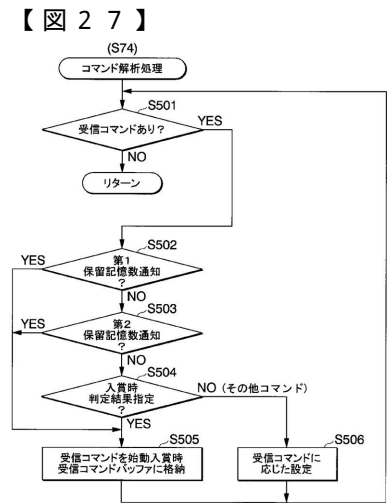 【図２７】
(S74)
コマンド解析処理
S501
受信コマンドあり？
YES
NO
リターン
S502
YES
第1
保留記憶数通知
？
NO
S503
YES
第2
保留記憶数通知
？
NO
S504
入賞時
判定結果指定
？
NO（その他コマンド）
YES
S505
受信コマンドを始動入賞時
受信コマンドバッファに格納
S506
受信コマンドに
応じた設定